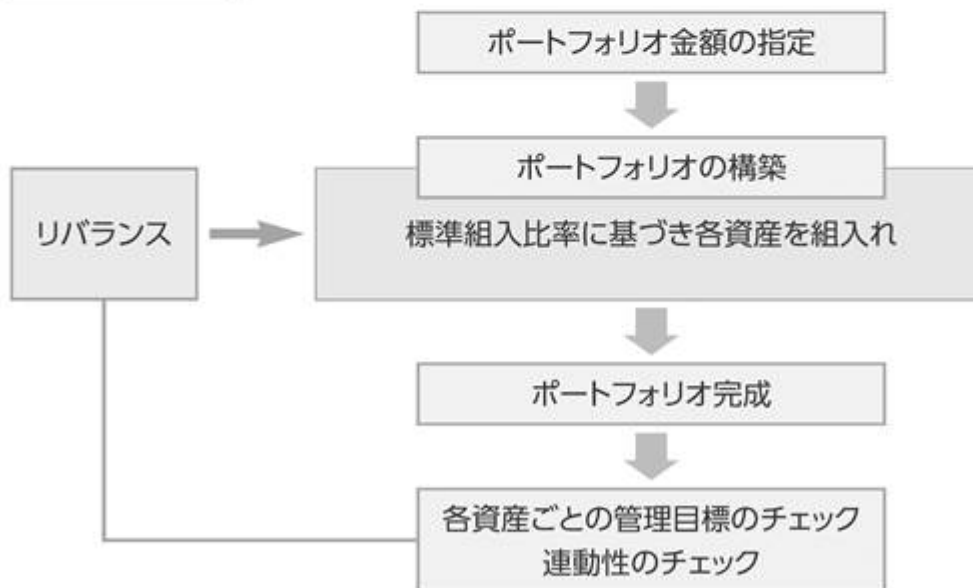 ポートフォリオ金額の指定
ポートフォリオの構築
リバランス
標準組入比率に基づき各資産を組入れ
ポートフォリオ完成
各資産ごとの管理目標のチェック
連動性のチェック